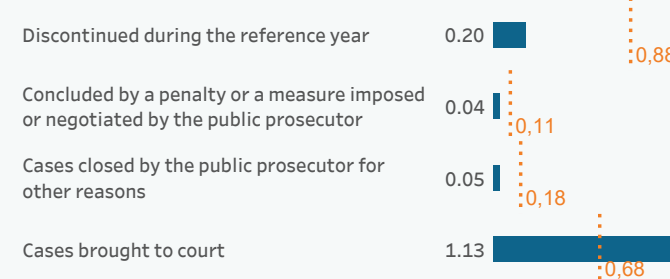 Discontinued during the reference year 0.20
0,88
Concluded by a penalty or a measure imposed
or negotiated by the public prosecutor 0.04
0,11
Cases closed by the public prosecutor for
other reasons 0.05
0,18
Cases brought to court 1.13
0,68